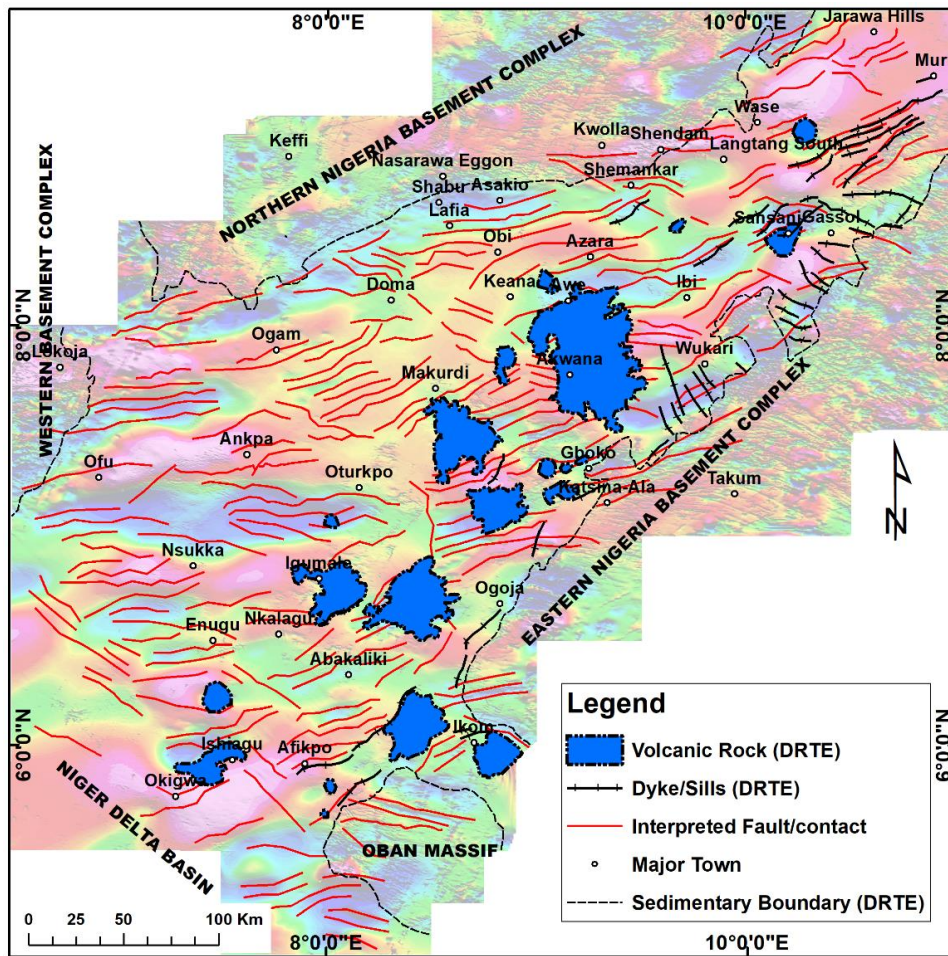 8°0'0"E
10°0'0"E
Jarawa Hills
Mur
NORTHERN NIGERIA BASEMENT COMPLEX
Wase
Keffi
Kwolla
Shendam
Langtang South
Nasarawa Eggon
Shemankar
Shabu
Asakio
Lafia
Sansani
Gassol
Obi
Azara
WESTERN BASEMENT COMPLEX
Doma
Keana
Awe
Ibi
8°0'0"N
8°0'0"N
Ogam
Lokoja
Akwana
Wukari
Makurdi
Ankpa
Ofu
Gboko
Oturkpo
Katsina-Ala
Takum
EASTERN NIGERIA BASEMENT COMPLEX
N
Nsukka
Igumale
Ogoja
Enugu
Nkalagu
Abakaliki
6°0'0"N
6°0'0"N
Ikom
Ishiagu
Afikpo
Okigwa
NIGER DELTA BASIN
OBAN MASSIF
Legend
Volcanic Rock (DRTE)
Dyke/Sills (DRTE)
Interpreted Fault/contact
Major Town
Sedimentary Boundary (DRTE)
0 25 50 100 Km
8°0'0"E
10°0'0"E